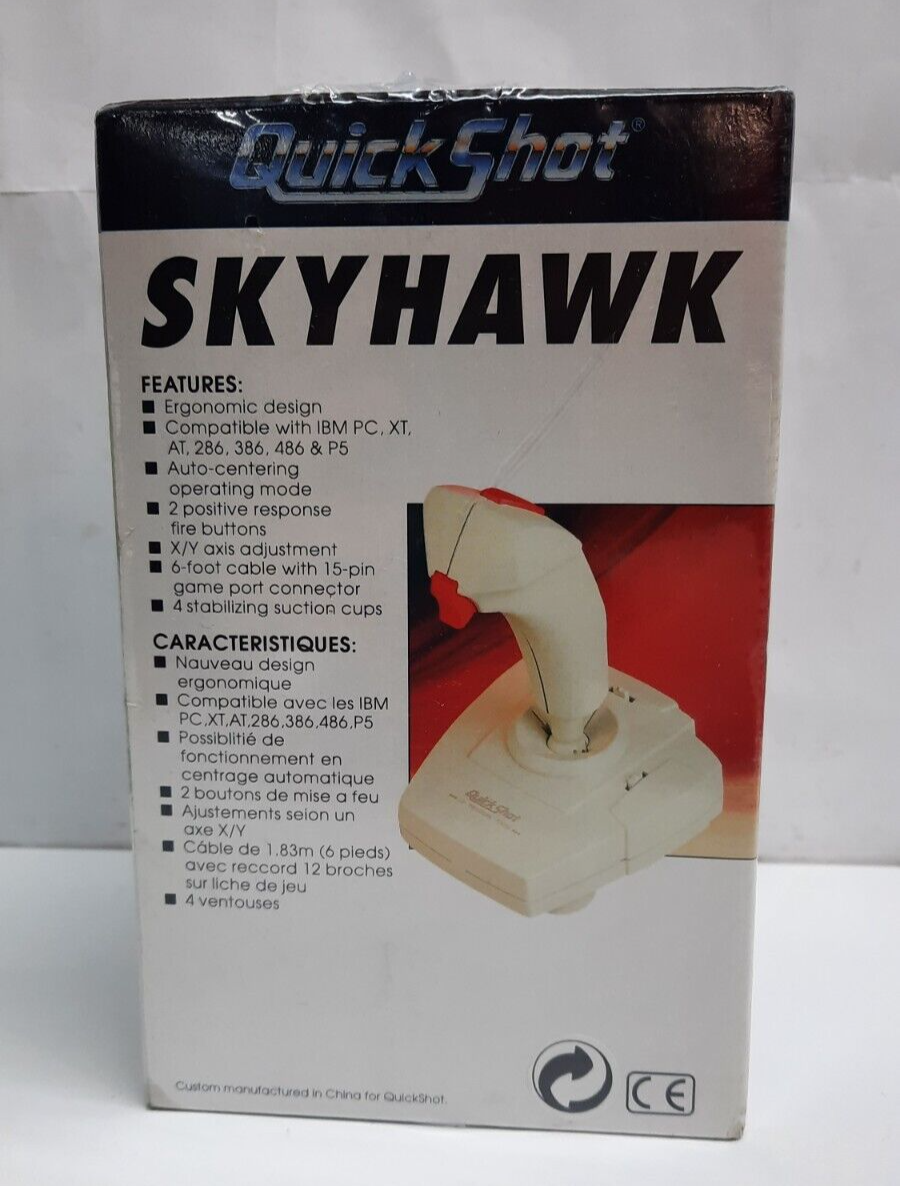 QuickShot®
SKYHAWK
FEATURES:
■ Ergonomic design
■ Compatible with IBM PC, XT,
AT, 286, 386, 486 & P5
■ Auto-centering
operating mode
■ 2 positive response
fire buttons
■ X/Y axis adjustment
■ 6-foot cable with 15-pin
game port connector
■ 4 stabilizing suction cups
CARACTERISTIQUES:
■ Nauveau design
ergonomique
■ Compatible avec les IBM
PC,XT,AT,286,386,486,P5
■ Possiblitié de
fonctionnement en
centrage automatique
■ 2 boutons de mise a feu
■ Ajustements seion un
axe X/Y
■ Cáble de 1.83m (6 pieds)
avec reccord 12 broches
sur liche de jeu
■ 4 ventouses
QuickShot
Custom manufactured in China for QuickShot.
CE